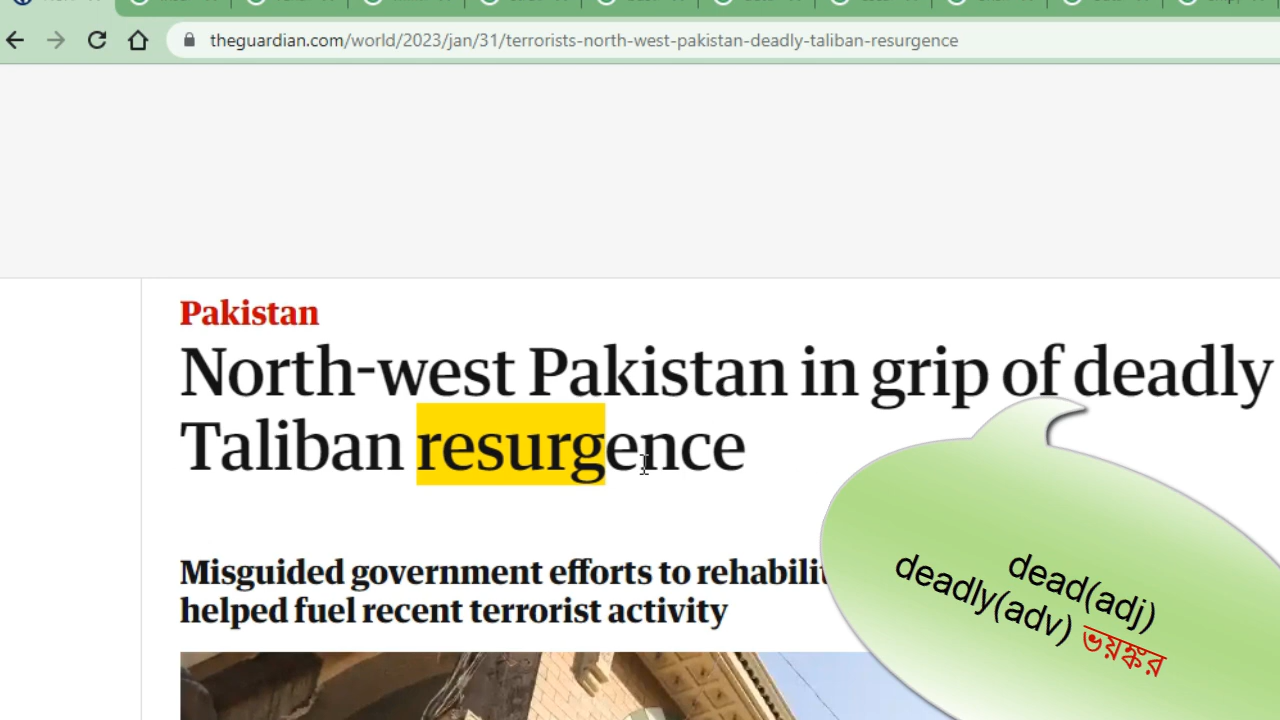 theguardian.com/world/2023/jan/31/terrorists-north-west-pakistan-deadly-taliban-resurgence
Pakistan
North-west Pakistan in grip of deadly
Taliban resurgence
Misguided government efforts to
helped fuel recent terrorist activity
dead(adj)
deadly(adv) ভয়ঙ্কর